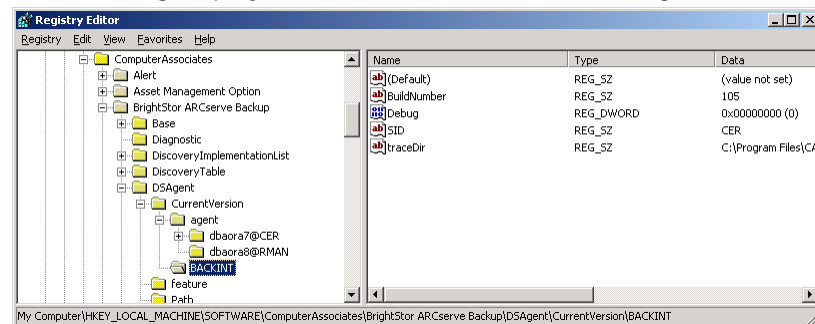 Registry Editor
Registry Edit View Favorites Help
ComputerAssociates
Alert
Asset Management Option
BrightStor ARCserve Backup
Base
Diagnostic
DiscoveryImplementationList
DiscoveryTable
DSAgent
CurrentVersion
agent
dbaora7@CER
dbaora8@RMAN
BACKINT
feature
Path
Name Type Data
(Default) REG_SZ (value not set)
BuildNumber REG_SZ 105
Debug REG_DWORD 0x00000000 (0)
SID REG_SZ CER
traceDir REG_SZ C:\Program Files\CA
My Computer\HKEY_LOCAL_MACHINE\SOFTWARE\ComputerAssociates\BrightStor ARCserve Backup\DSAgent\CurrentVersion\BACKINT